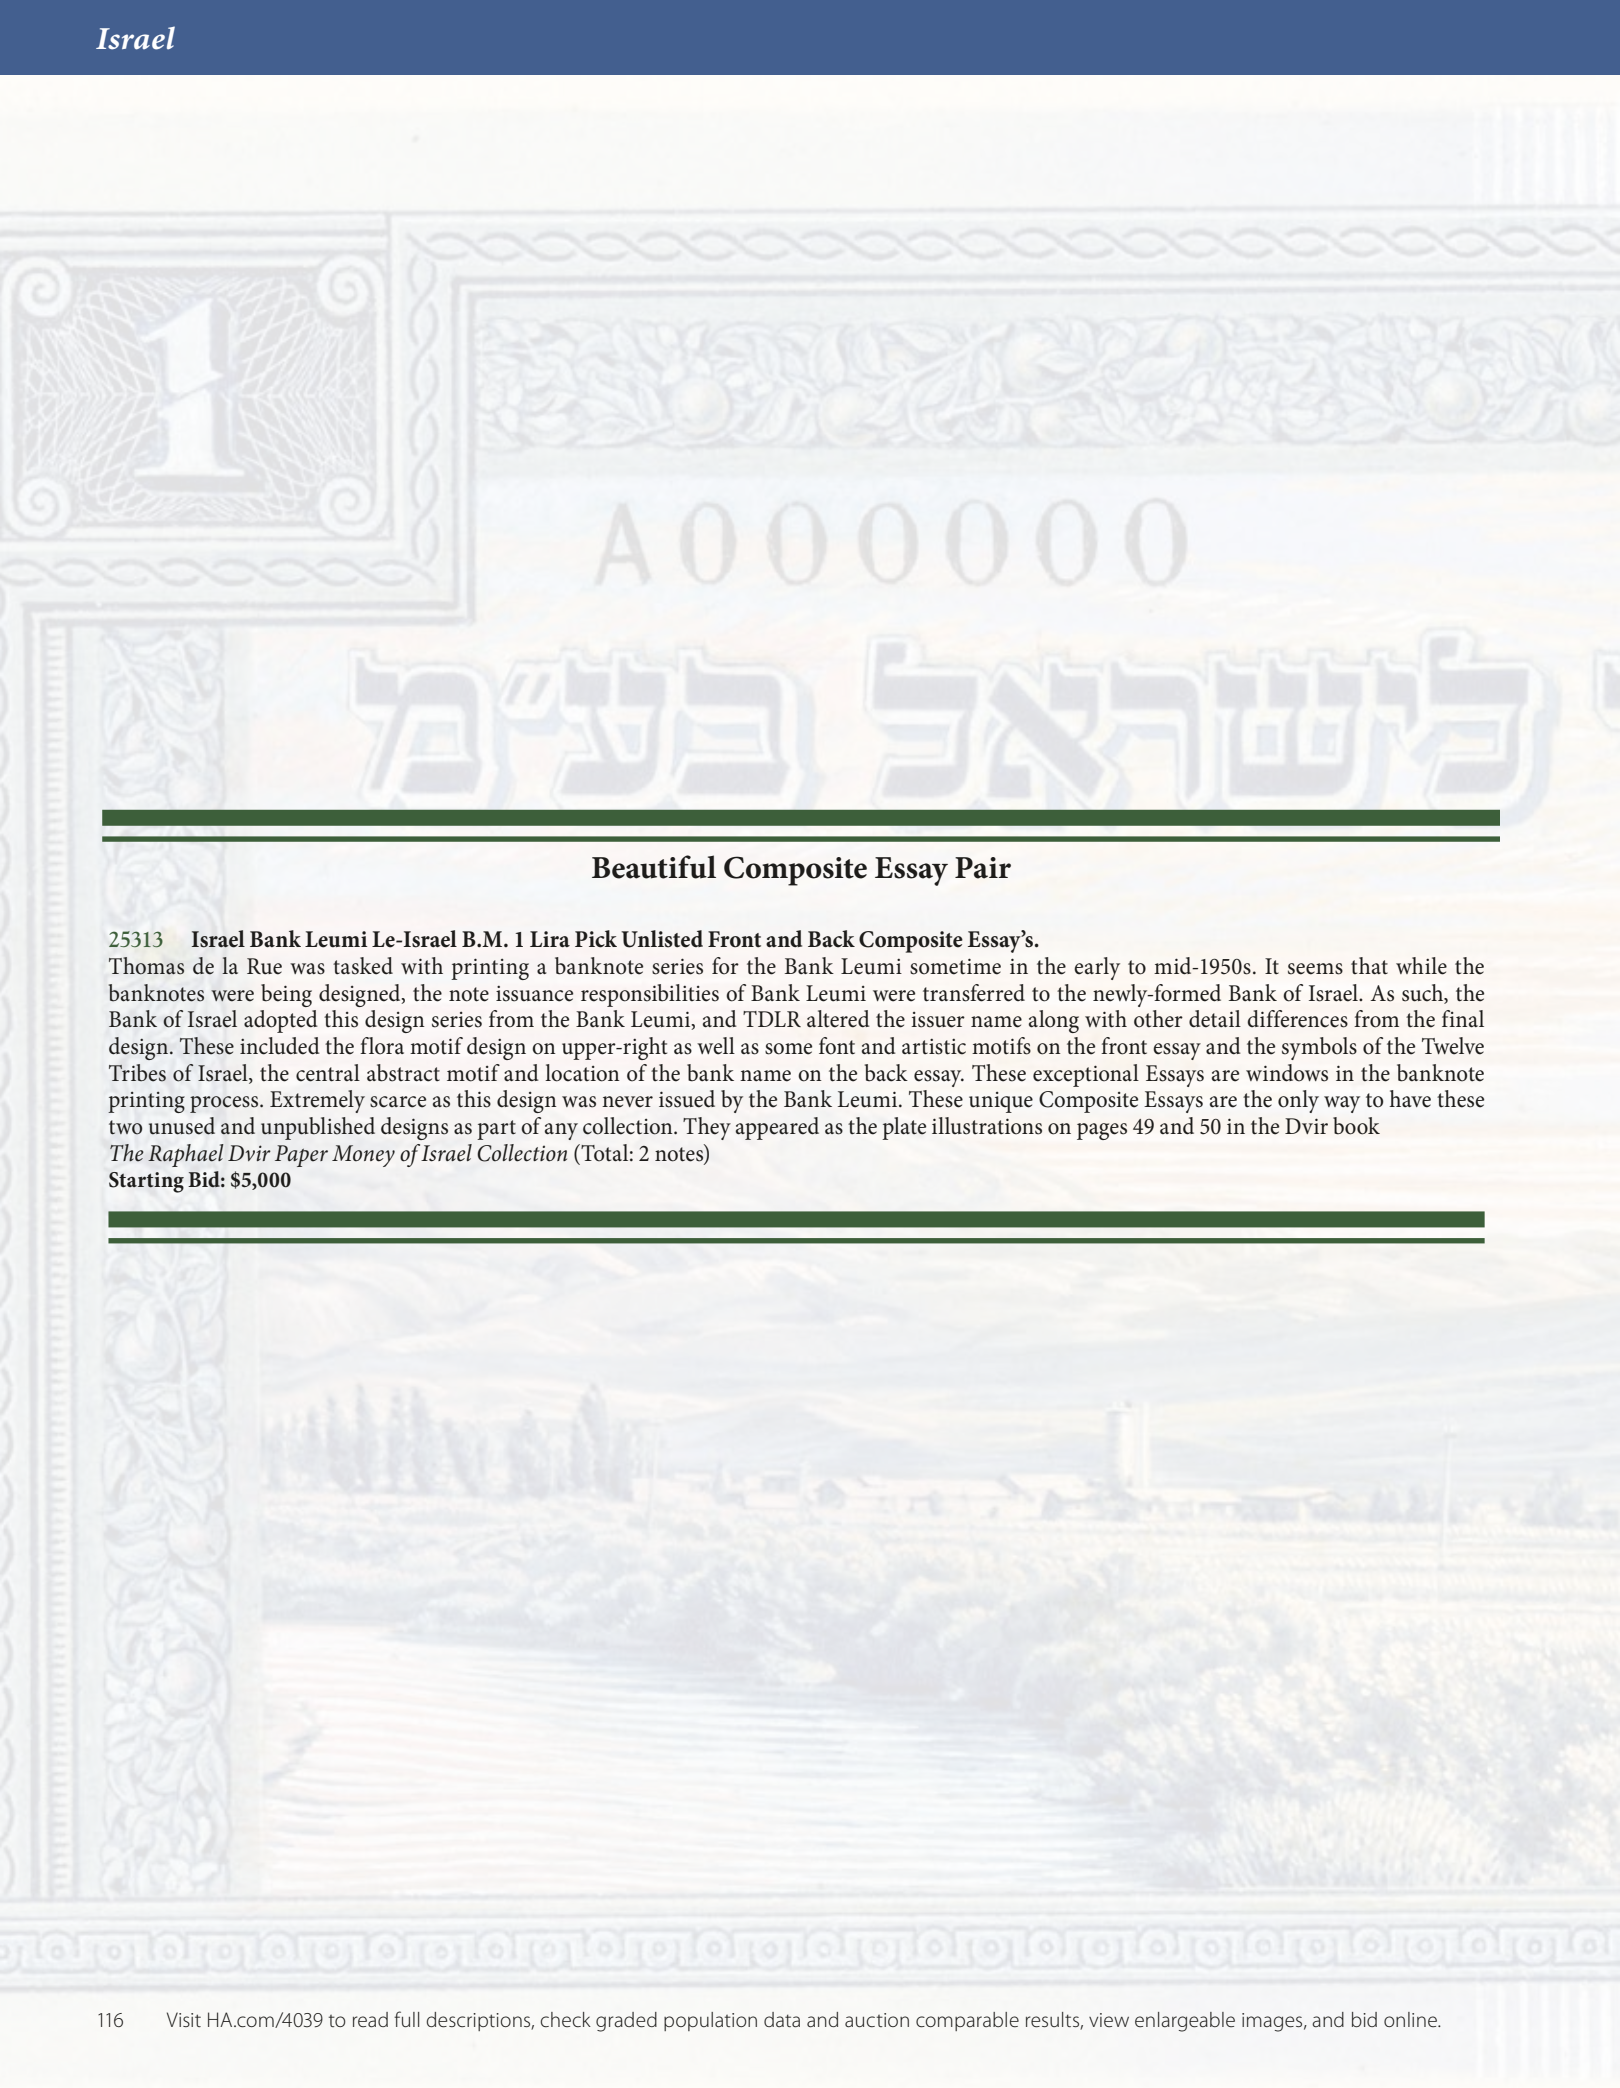 Israel
1
A000000
לישראל בע״מ
Beautiful Composite Essay Pair
25313 Israel Bank Leumi Le-Israel B.M. 1 Lira Pick Unlisted Front and Back Composite Essay’s.
Thomas de la Rue was tasked with printing a banknote series for the Bank Leumi sometime in the early to mid-1950s. It seems that while the
banknotes were being designed, the note issuance responsibilities of Bank Leumi were transferred to the newly-formed Bank of Israel. As such, the
Bank of Israel adopted this design series from the Bank Leumi, and TDLR altered the issuer name along with other detail differences from the final
design. These included the flora motif design on upper-right as well as some font and artistic motifs on the front essay and the symbols of the Twelve
Tribes of Israel, the central abstract motif and location of the bank name on the back essay. These exceptional Essays are windows in the banknote
printing process. Extremely scarce as this design was never issued by the Bank Leumi. These unique Composite Essays are the only way to have these
two unused and unpublished designs as part of any collection. They appeared as the plate illustrations on pages 49 and 50 in the Dvir book
The Raphael Dvir Paper Money of Israel Collection (Total: 2 notes)
Starting Bid: $5,000
116 Visit HA.com/4039 to read full descriptions, check graded population data and auction comparable results, view enlargeable images, and bid online.